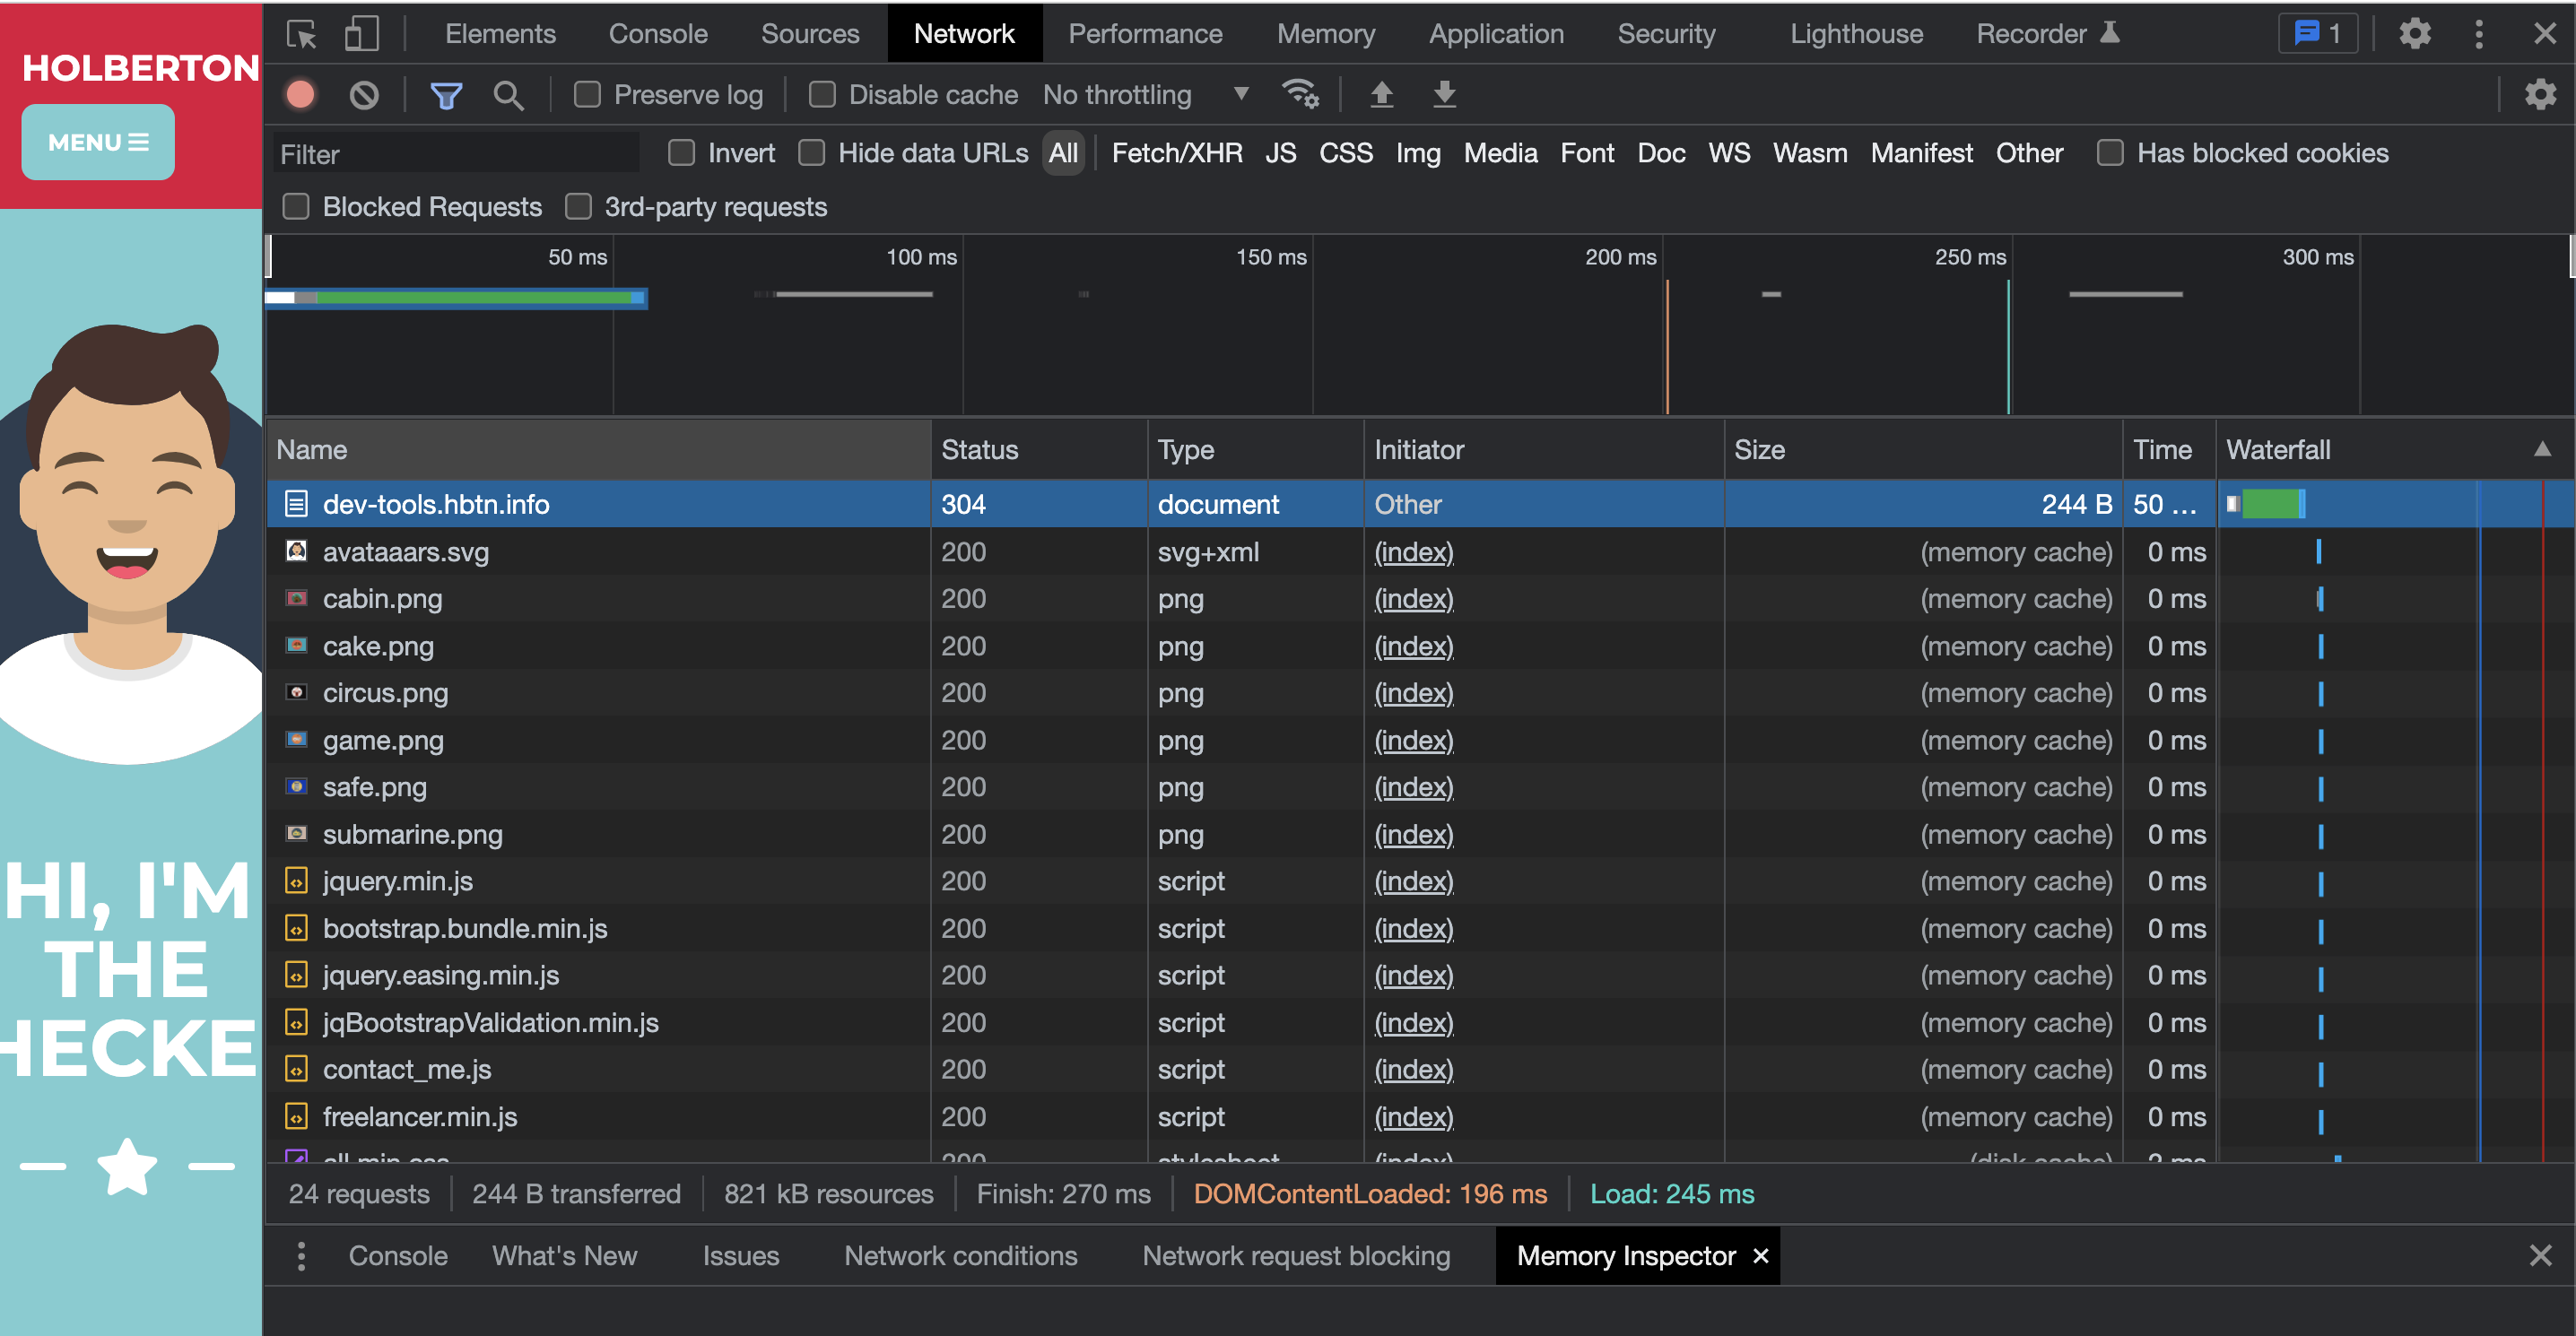 HOLBERTON
MENU
HI, I'M
THE
HECKE
Elements Console Sources Network Performance Memory Application Security Lighthouse Recorder 1
Preserve log Disable cache No throttling
Filter Invert Hide data URLs All Fetch/XHR JS CSS Img Media Font Doc WS Wasm Manifest Other Has blocked cookies
Blocked Requests 3rd-party requests
50 ms 100 ms 150 ms 200 ms 250 ms 300 ms
Name Status Type Initiator Size Time Waterfall
dev-tools.hbtn.info 304 document Other 244 B 50 ...
avataaars.svg 200 svg+xml (index) (memory cache) 0 ms
cabin.png 200 png (index) (memory cache) 0 ms
cake.png 200 png (index) (memory cache) 0 ms
circus.png 200 png (index) (memory cache) 0 ms
game.png 200 png (index) (memory cache) 0 ms
safe.png 200 png (index) (memory cache) 0 ms
submarine.png 200 png (index) (memory cache) 0 ms
jquery.min.js 200 script (index) (memory cache) 0 ms
bootstrap.bundle.min.js 200 script (index) (memory cache) 0 ms
jquery.easing.min.js 200 script (index) (memory cache) 0 ms
jqBootstrapValidation.min.js 200 script (index) (memory cache) 0 ms
contact_me.js 200 script (index) (memory cache) 0 ms
freelancer.min.js 200 script (index) (memory cache) 0 ms
all.min.css 200 stylesheet (index) (disk cache) 2 ms
24 requests 244 B transferred 821 kB resources Finish: 270 ms DOMContentLoaded: 196 ms Load: 245 ms
Console What's New Issues Network conditions Network request blocking Memory Inspector